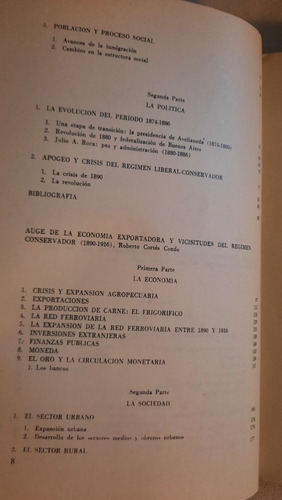 3. POBLACION Y PROCESO SOCIAL
1. Avances de la inmigración
2. Cambios en la estructura social
Segunda Parte
LA POLITICA
1. LA EVOLUCION DEL PERIODO 1874-1886
1. Una etapa de transición: la presidencia de Avellaneda (1874-1880)
2. Revolución de 1880 y federalización de Buenos Aires
3. Julio A. Roca: paz y administración (1880-1886)
2. APOGEO Y CRISIS DEL REGIMEN LIBERAL-CONSERVADOR
1. La crisis de 1890
2. La revolución
BIBLIOGRAFIA
AUGE DE LA ECONOMIA EXPORTADORA Y VICISITUDES DEL REGIMEN
CONSERVADOR (1890-1916), Roberto Cortés Conde
Primera Parte
LA ECONOMIA
1. CRISIS Y EXPANSION AGROPECUARIA
2. EXPORTACIONES
3. LA PRODUCCION DE CARNE: EL FRIGORIFICO
4. LA RED FERROVIARIA
5. LA EXPANSION DE LA RED FERROVIARIA ENTRE 1890 Y 1916
6. INVERSIONES EXTRANJERAS
7. FINANZAS PUBLICAS
8. MONEDA
9. EL ORO Y LA CIRCULACION MONETARIA
1. Los bancos
Segunda Parte
LA SOCIEDAD
1. EL SECTOR URBANO
1. Expansión urbana
2. Desarrollo de los sectores medios y obreros urbanos 177
2. EL SECTOR RURAL
8